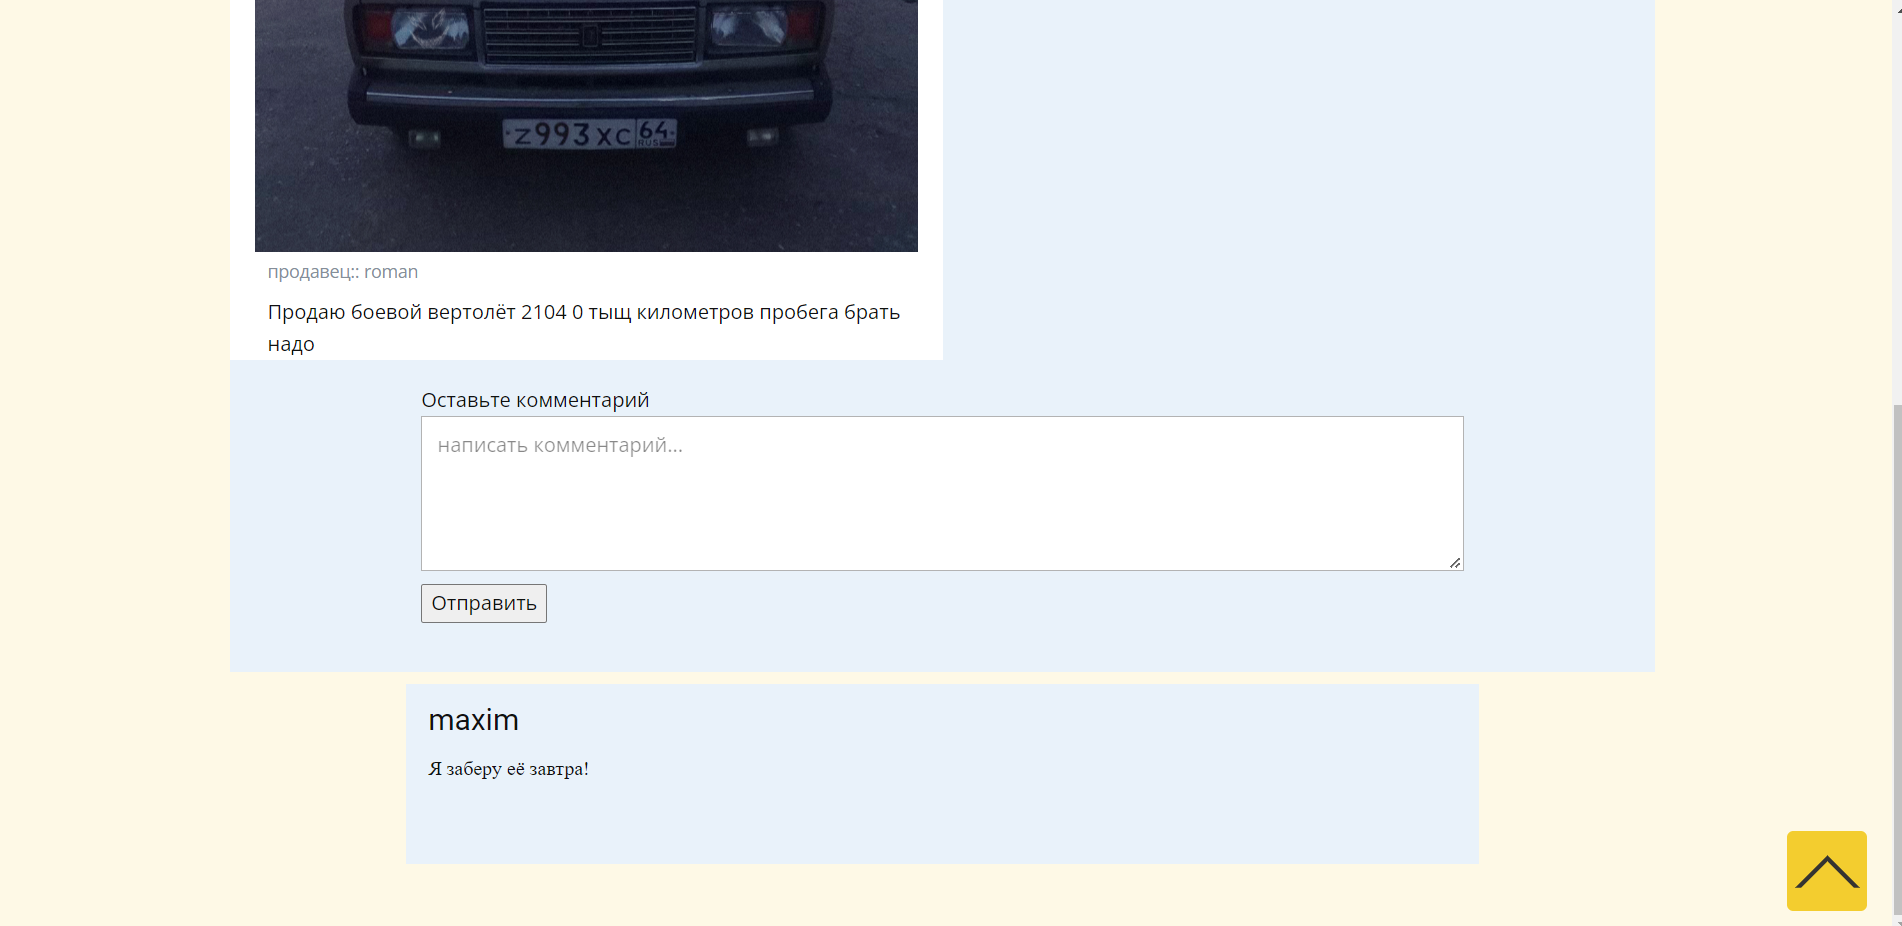 z993xc 64
RUS
продавец:: roman
Продаю боевой вертолёт 2104 0 тыщ километров пробега брать
надо
Оставьте комментарий
написать комментарий...
Отправить
maxim
Я заберу её завтра!